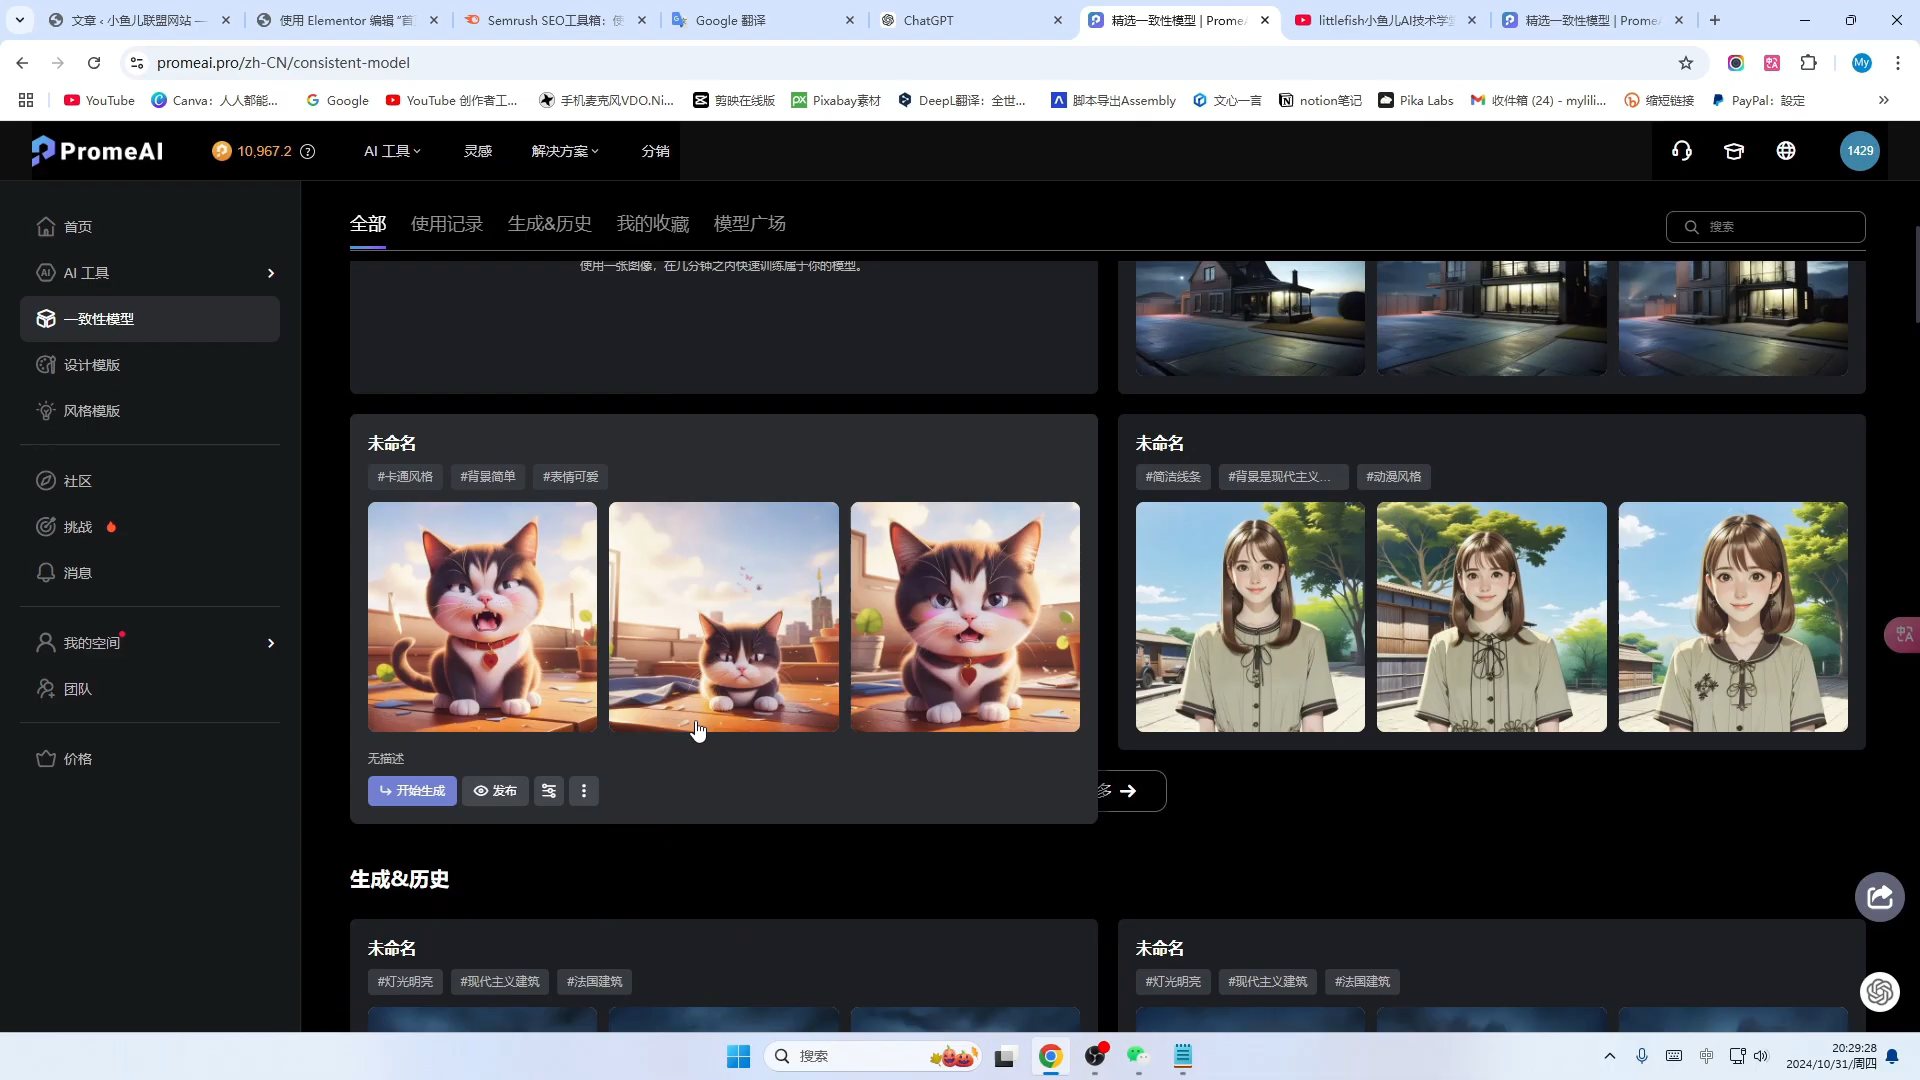 文章 ‹ 小鱼儿联盟网站 —
使用 Elementor 编辑 "首
Semrush SEO工具箱：使
Google 翻译
ChatGPT
精选一致性模型 | PromeA
littlefish小鱼儿AI技术学
精选一致性模型 | Prome
promeai.pro/zh-CN/consistent-model
My
YouTube
Canva：人人都能...
Google
YouTube 创作者工...
手机麦克风VDO.Ni...
剪映在线版
Pixabay素材
DeepL翻译：全世...
脚本导出Assembly
文心一言
notion笔记
Pika Labs
收件箱 (24) - mylili...
缩短链接
PayPal：設定
PromeAI
10,967.2
AI 工具
灵感
解决方案
分销
1429
首页
AI 工具
一致性模型
设计模版
风格模版
社区
挑战
消息
我的空间
团队
价格
全部
使用记录
生成&历史
我的收藏
模型广场
搜索
使用一张图像，在几分钟之内快速训练属于你的模型。
未命名
#卡通风格
#背景简单
#表情可爱
无描述
开始生成
发布
未命名
#简洁线条
#背景是现代主义...
#动漫风格
多
生成&历史
未命名
#灯光明亮
#现代主义建筑
#法国建筑
未命名
#灯光明亮
#现代主义建筑
#法国建筑
搜索
中
20:29:28
2024/10/31/周四